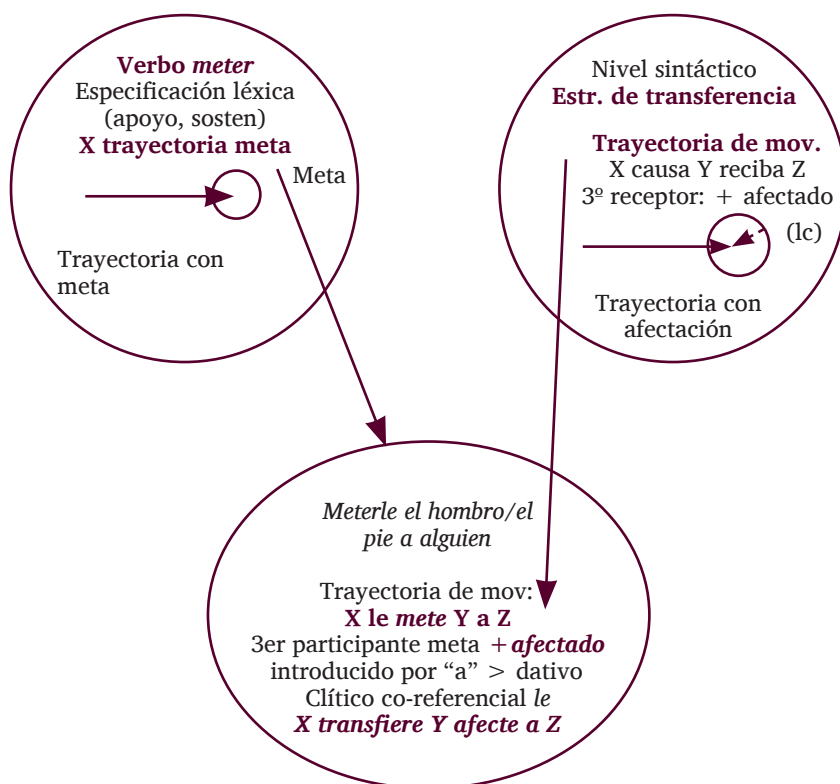 Verbo meter
Especificación léxica
(apoyo, sosten)
X trayectoria meta
Meta
Trayectoria con
meta
Nivel sintáctico
Estr. de transferencia
Trayectoria de mov.
X causa Y reciba Z
3º receptor: + afectado
(lc)
Trayectoria con
afectación
Meterle el hombro/el
pie a alguien
Trayectoria de mov:
X le mete Y a Z
3er participante meta +afectado
introducido por “a” > dativo
Clítico co-referencial le
X transfiere Y afecte a Z